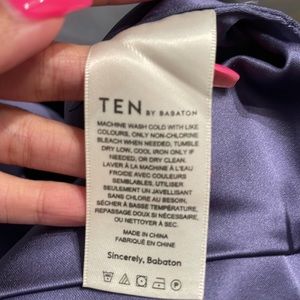 TEN BY BABATON
MACHINE WASH COLD WITH LIKE
COLOURS, ONLY NON-CHLORINE
BLEACH WHEN NEEDED, TUMBLE
DRY LOW, COOL IRON ONLY IF
NEEDED, OR DRY CLEAN.
LAVER À LA MACHINE À L'EAU
FROIDE AVEC COULEURS
SEMBLABLES, UTILISER
SEULEMENT UN JAVELLISANT
SANS CHLORE AU BESOIN,
SÉCHER À BASSE TEMPÉRATURE,
REPASSAGE DOUX SI NÉCESSAIRE,
OU NETTOYER À SEC.
MADE IN CHINA
FABRIQUÉ EN CHINE
Sincerely, Babaton